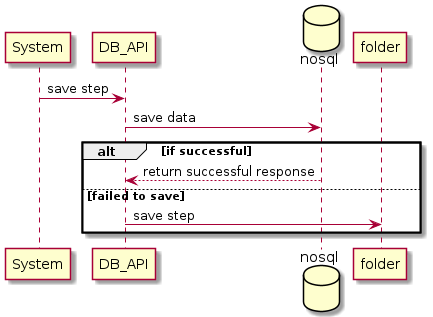 System
DB_API
nosql
folder
save step
save data
alt
[if successful]
return successful response
[failed to save]
save step
System
DB_API
nosql
folder